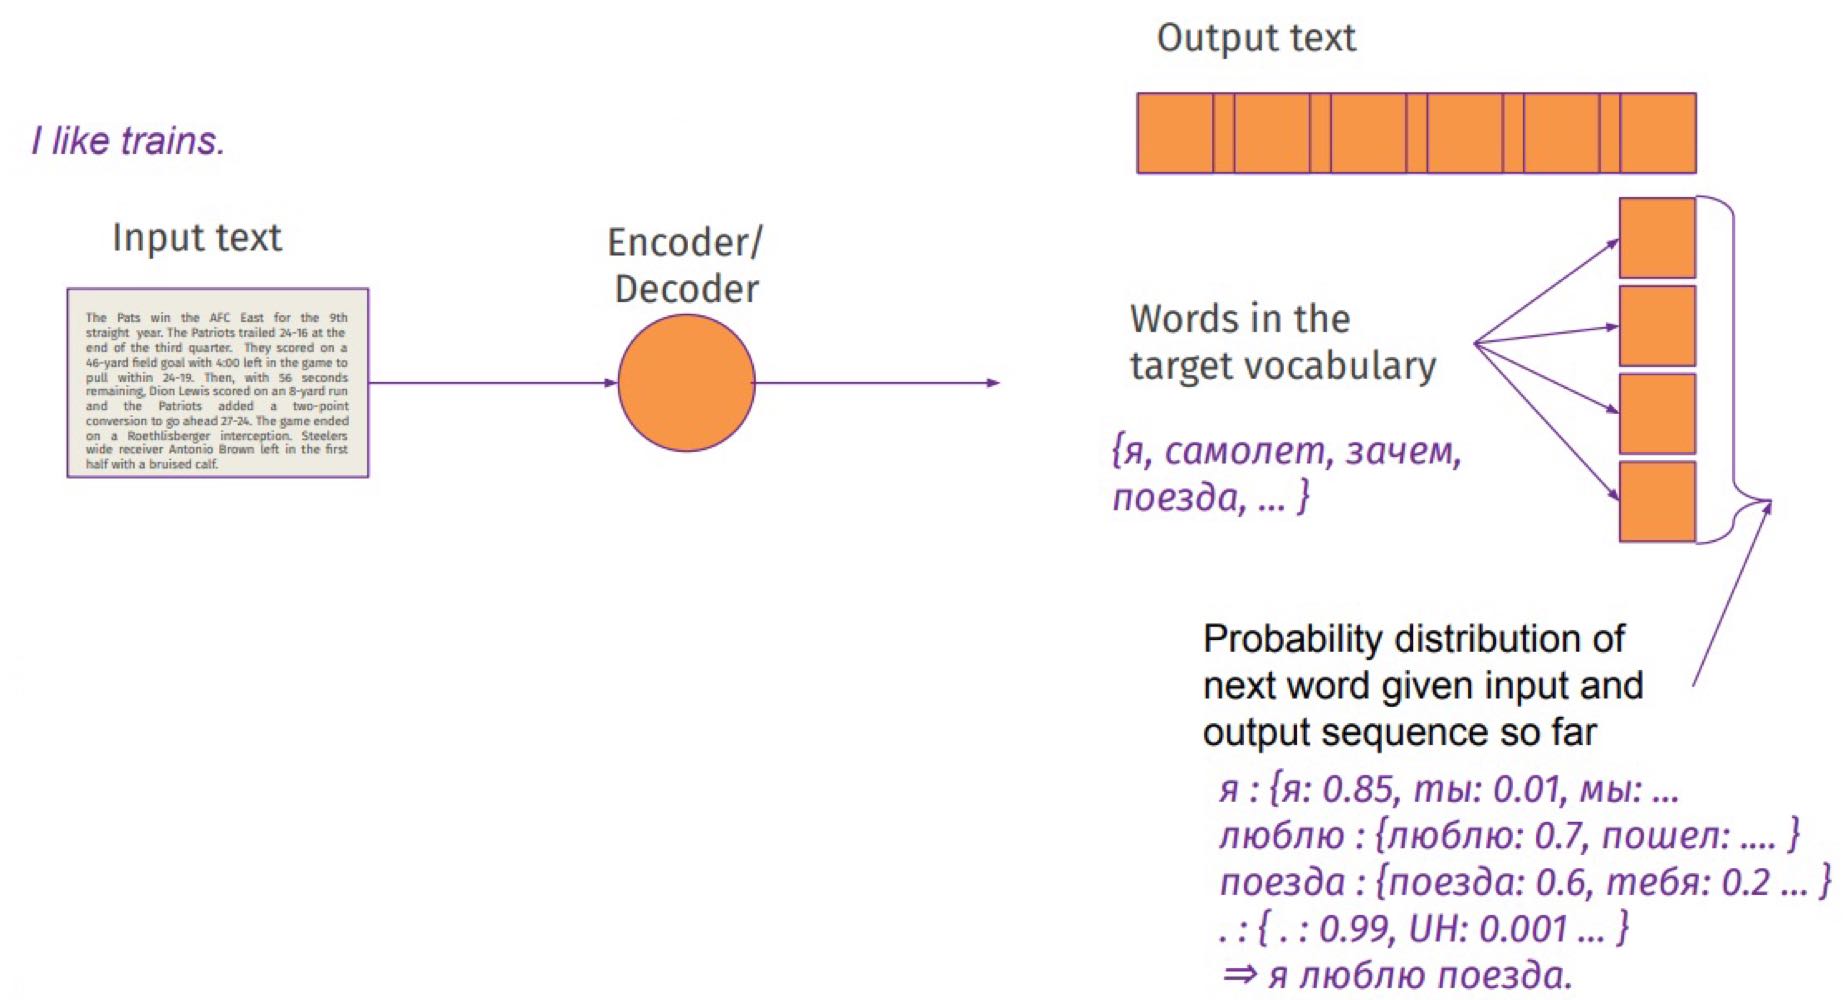 Output text
I like trains.
Input text
Encoder/
Decoder
The Pats win the AFC East for the 9th
straight year. The Patriots trailed 24-16 at the
end of the third quarter. They scored on a
46-yard field goal with 4:00 left in the game to
pull within 24-19. Then, with 56 seconds
remaining, Dion Lewis scored on an 8-yard run
and the Patriots added a two-point
conversion to go ahead 27-24. The game ended
on a Roethlisberger interception. Steelers
wide receiver Antonio Brown left in the first
half with a bruised calf.
Words in the
target vocabulary
{я, самолет, зачем,
поезда, ... }
Probability distribution of
next word given input and
output sequence so far
я : {я: 0.85, ты: 0.01, мы: ...
люблю : {люблю: 0.7, пошел: .... }
поезда : {поезда: 0.6, тебя: 0.2 ... }
. : { . : 0.99, UH: 0.001 ... }
⇒ я люблю поезда.